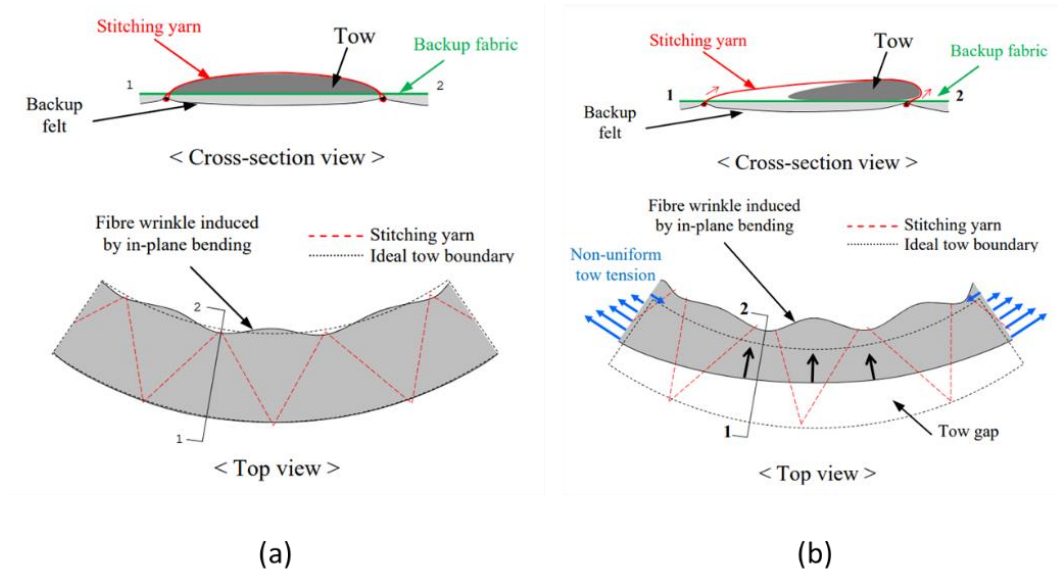 Stitching yarn
Tow
Backup fabric
1
2
Backup
felt
< Cross-section view >
Fibre wrinkle induced
by in-plane bending
Stitching yarn
Ideal tow boundary
2
1
< Top view >
(a)
Stitching yarn
Tow
Backup fabric
1
2
Backup
felt
< Cross-section view >
Fibre wrinkle induced
by in-plane bending
Stitching yarn
Ideal tow boundary
Non-uniform
tow tension
2
1
Tow gap
< Top view >
(b)